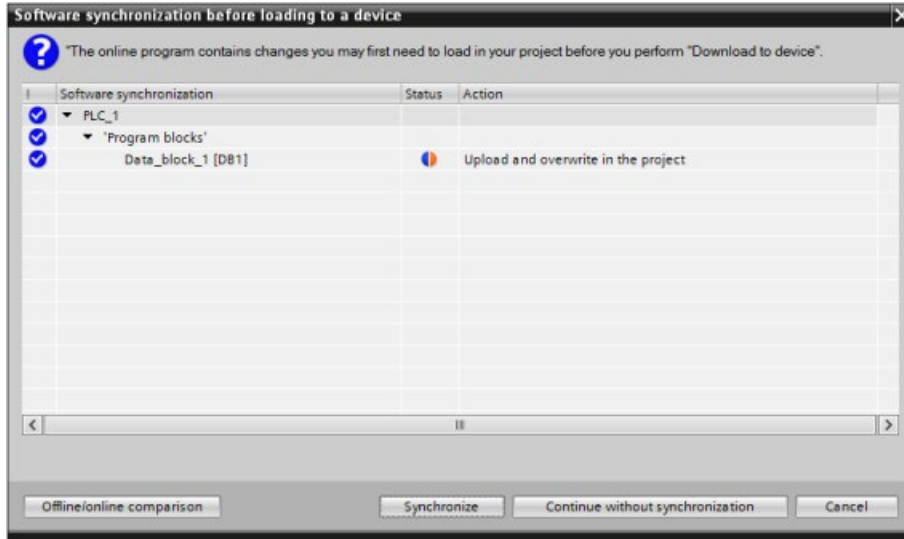 Software synchronization before loading to a device
"The online program contains changes you may first need to load in your project before you perform "Download to device".
! Software synchronization Status Action
PLC_1
'Program blocks'
Data_block_1 [DB1] Upload and overwrite in the project
Offline/online comparison Synchronize Continue without synchronization Cancel